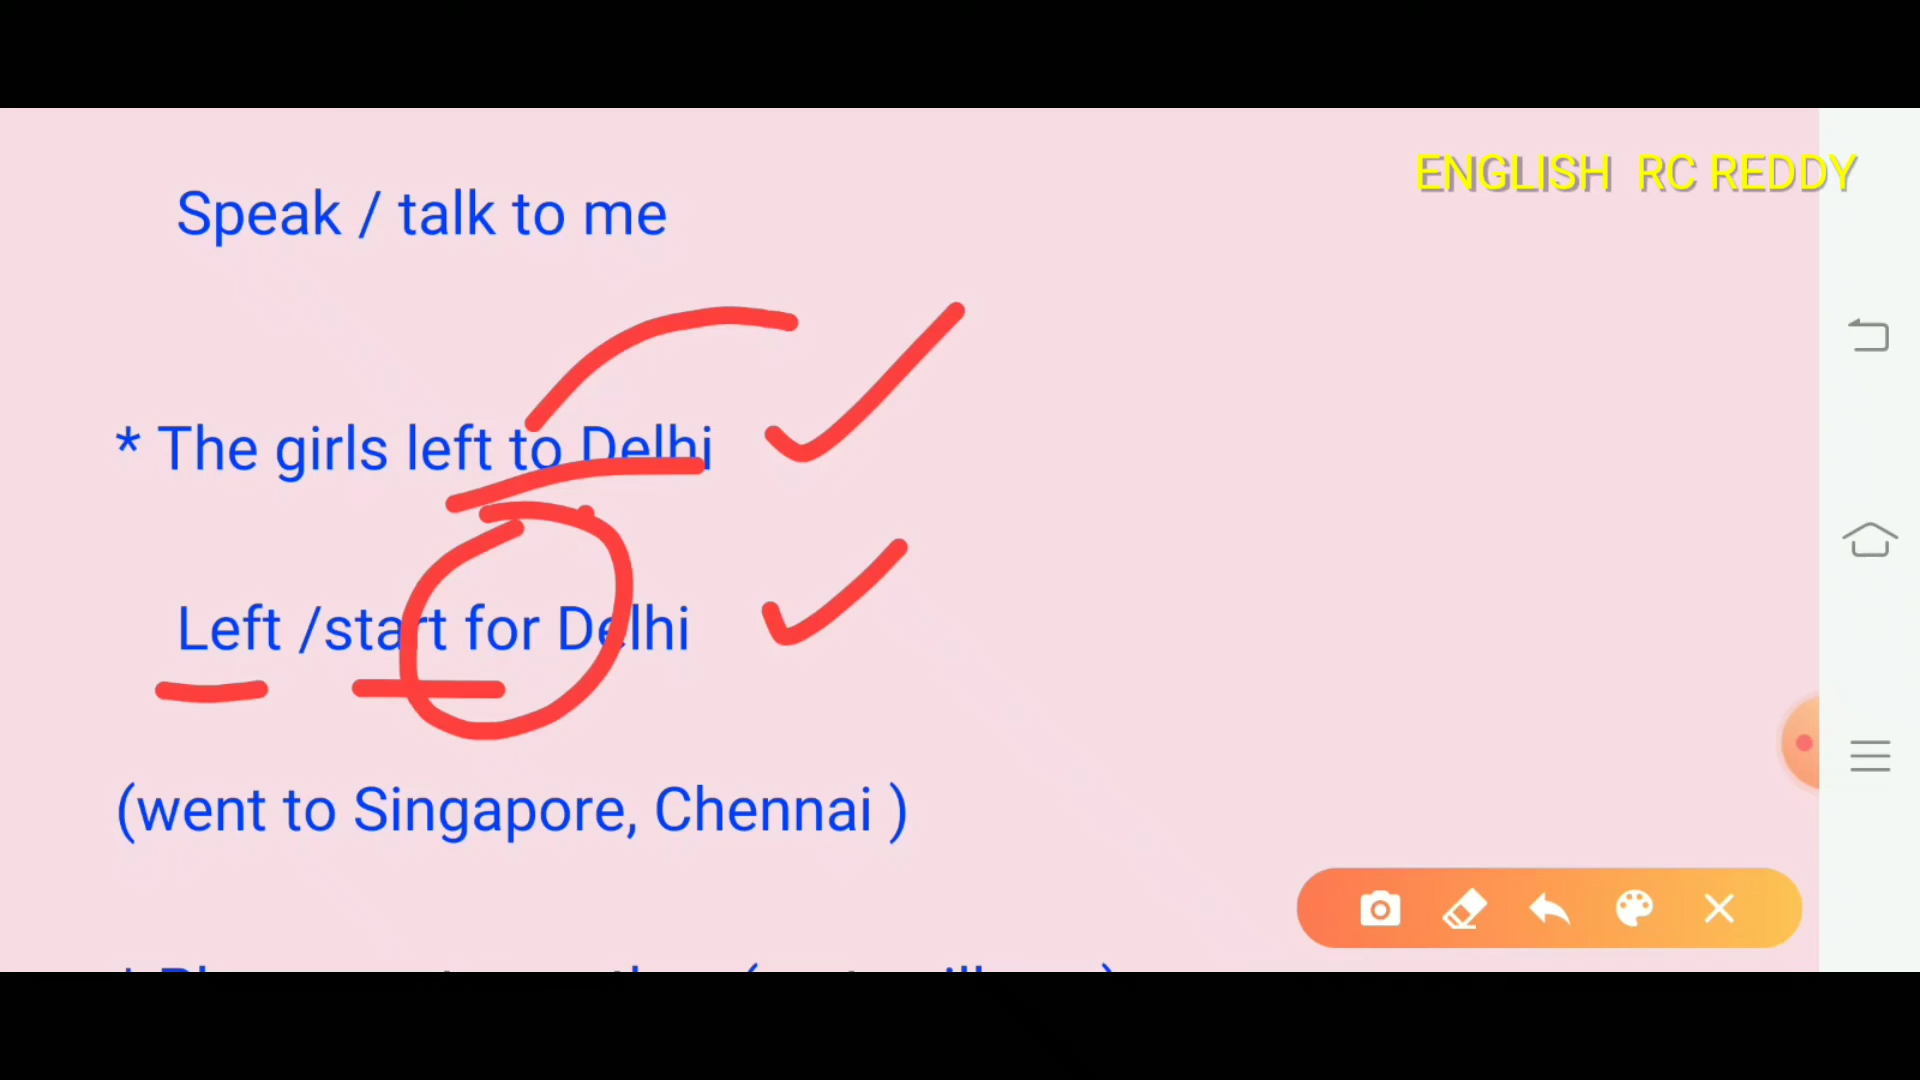 ENGLISH RC REDDY
Speak / talk to me
* The girls left to Delhi
Left /start for Delhi
(went to Singapore, Chennai )